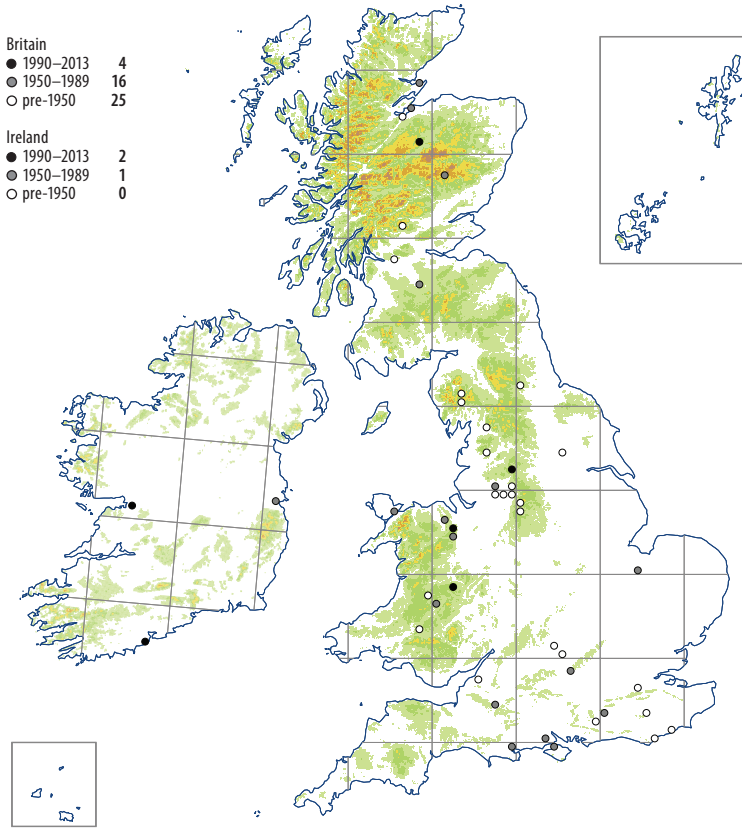 Britain
● 1990–2013 4
● 1950–1989 16
○ pre-1950 25
Ireland
● 1990–2013 2
● 1950–1989 1
○ pre-1950 0